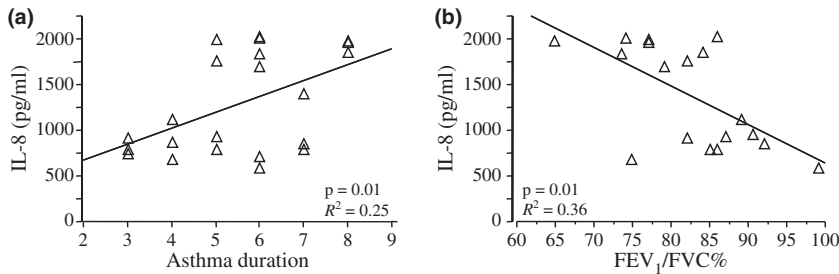 (a)
IL-8 (pg/ml)
2000
1500
1000
500
0
p = 0.01
R² = 0.25
2 3 4 5 6 7 8 9
Asthma duration
(b)
IL-8 (pg/ml)
2000
1500
1000
500
0
p = 0.01
R² = 0.36
60 65 70 75 80 85 90 95 100
FEV₁/FVC%